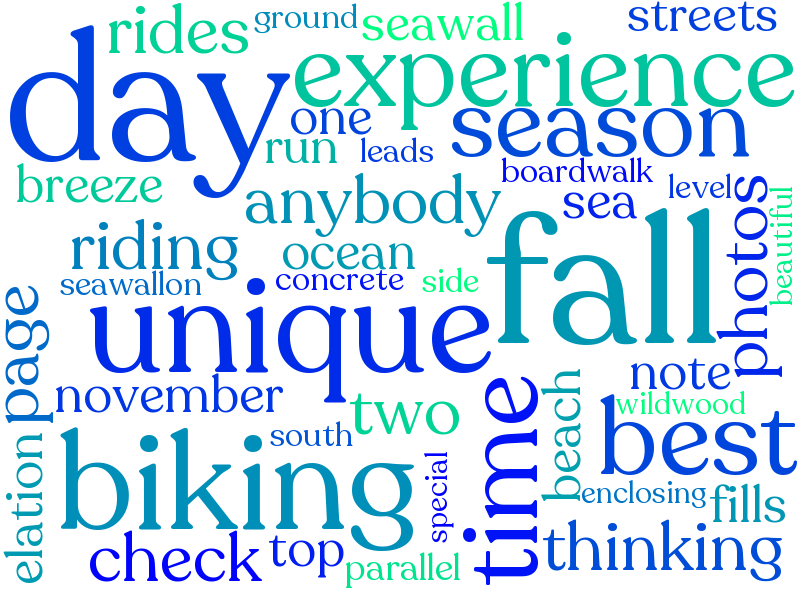 rides
ground
seawall
streets
day
experience
one
season
run
leads
boardwalk
level
breeze
anybody
sea
photos
beautiful
riding
ocean
fall
seawallon
concrete
side
unique
page
november
two
time
beach
note
wildwood
best
south
biking
special
elation
enclosing
fills
check
top
parallel
thinking